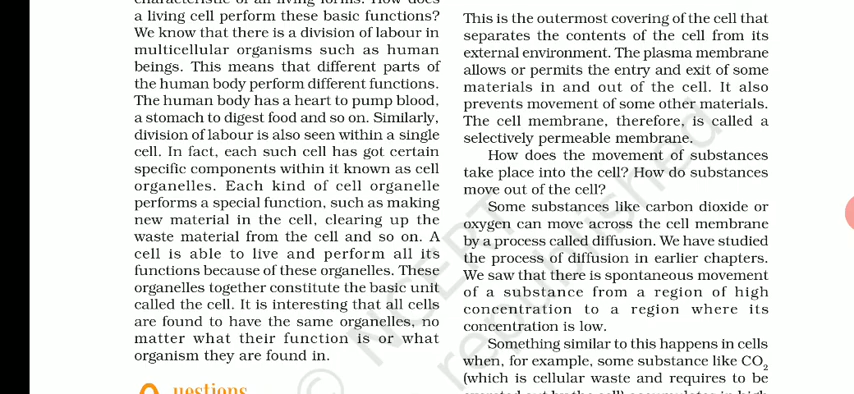 a living cell perform these basic functions?
We know that there is a division of labour in
multicellular organisms such as human
beings. This means that different parts of
the human body perform different functions.
The human body has a heart to pump blood,
a stomach to digest food and so on. Similarly,
division of labour is also seen within a single
cell. In fact, each such cell has got certain
specific components within it known as cell
organelles. Each kind of cell organelle
performs a special function, such as making
new material in the cell, clearing up the
waste material from the cell and so on. A
cell is able to live and perform all its
functions because of these organelles. These
organelles together constitute the basic unit
called the cell. It is interesting that all cells
are found to have the same organelles, no
matter what their function is or what
organism they are found in.
Questions
This is the outermost covering of the cell that
separates the contents of the cell from its
external environment. The plasma membrane
allows or permits the entry and exit of some
materials in and out of the cell. It also
prevents movement of some other materials.
The cell membrane, therefore, is called a
selectively permeable membrane.
How does the movement of substances
take place into the cell? How do substances
move out of the cell?
Some substances like carbon dioxide or
oxygen can move across the cell membrane
by a process called diffusion. We have studied
the process of diffusion in earlier chapters.
We saw that there is spontaneous movement
of a substance from a region of high
concentration to a region where its
concentration is low.
Something similar to this happens in cells
when, for example, some substance like CO₂
(which is cellular waste and requires to be
© NCERT
republished